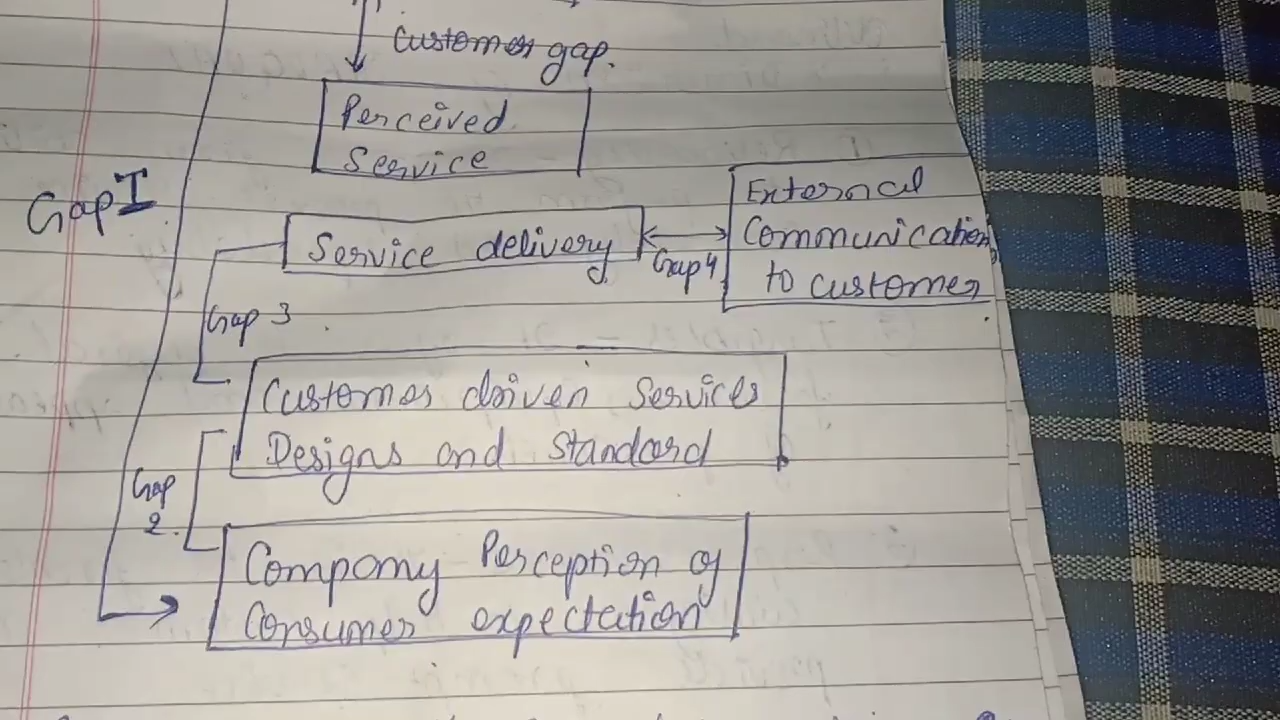 Customer gap.
Perceived
Service
Gap I
External
Communication
to customer
Service delivery
Gap 4
Gap 3
Customer driven Services
Designs and Standard
Gap
2.
Company Perception of
Consumer expectation